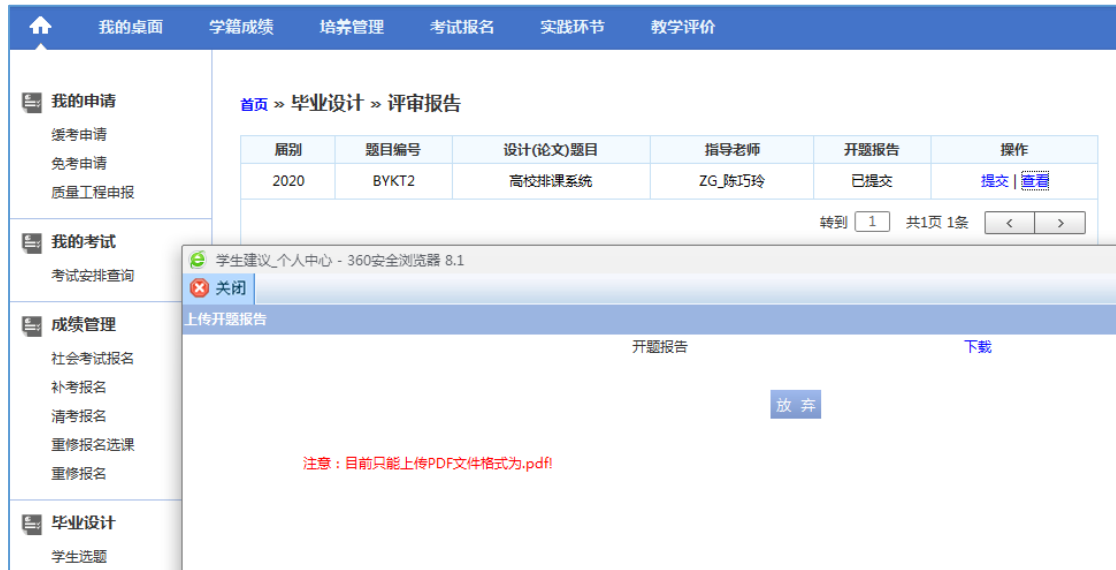 我的桌面 学籍成绩 培养管理 考试报名 实践环节 教学评价
我的申请
缓考申请
免考申请
质量工程申报
我的考试
考试安排查询
成绩管理
社会考试报名
补考报名
清考报名
重修报名选课
重修报名
毕业设计
学生选题
首页 » 毕业设计 » 评审报告
届别 题目编号 设计(论文)题目 指导老师 开题报告 操作
2020 BYKT2 高校排课系统 ZG_陈巧玲 已提交 提交 | 查看
转到 1 共1页 1条 < >
学生建议_个人中心 - 360安全浏览器 8.1
关闭
上传开题报告
开题报告 下载
放 弃
注意：目前只能上传PDF文件格式为.pdf!